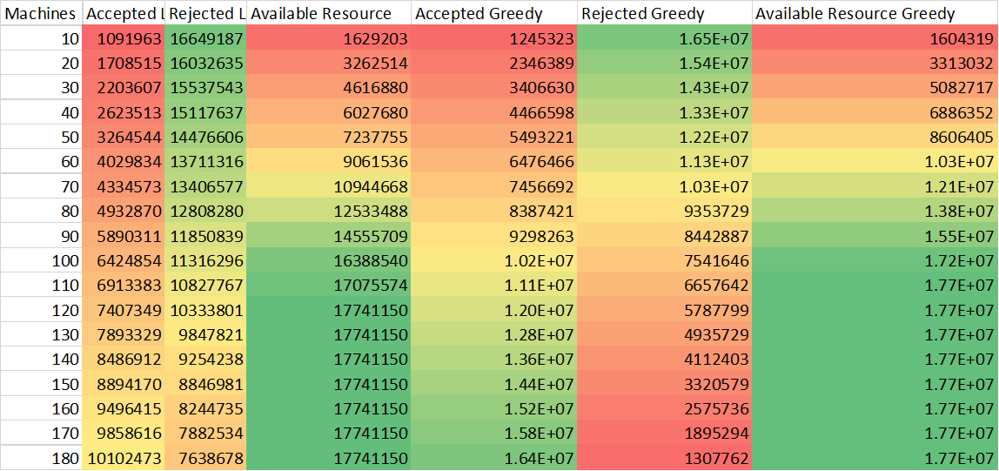 Machines Accepted L Rejected L Available Resource Accepted Greedy Rejected Greedy Available Resource Greedy
10 1091963 16649187 1629203 1245323 1.65E+07 1604319
20 1708515 16032635 3262514 2346389 1.54E+07 3313032
30 2203607 15537543 4616880 3406630 1.43E+07 5082717
40 2623513 15117637 6027680 4466598 1.33E+07 6886352
50 3264544 14476606 7237755 5493221 1.22E+07 8606405
60 4029834 13711316 9061536 6476466 1.13E+07 1.03E+07
70 4334573 13406577 10944668 7456692 1.03E+07 1.21E+07
80 4932870 12808280 12533488 8387421 9353729 1.38E+07
90 5890311 11850839 14555709 9298263 8442887 1.55E+07
100 6424854 11316296 16388540 1.02E+07 7541646 1.72E+07
110 6913383 10827767 17075574 1.11E+07 6657642 1.77E+07
120 7407349 10333801 17741150 1.20E+07 5787799 1.77E+07
130 7893329 9847821 17741150 1.28E+07 4935729 1.77E+07
140 8486912 9254238 17741150 1.36E+07 4112403 1.77E+07
150 8894170 8846981 17741150 1.44E+07 3320579 1.77E+07
160 9496415 8244735 17741150 1.52E+07 2575736 1.77E+07
170 9858616 7882534 17741150 1.58E+07 1895294 1.77E+07
180 10102473 7638678 17741150 1.64E+07 1307762 1.77E+07